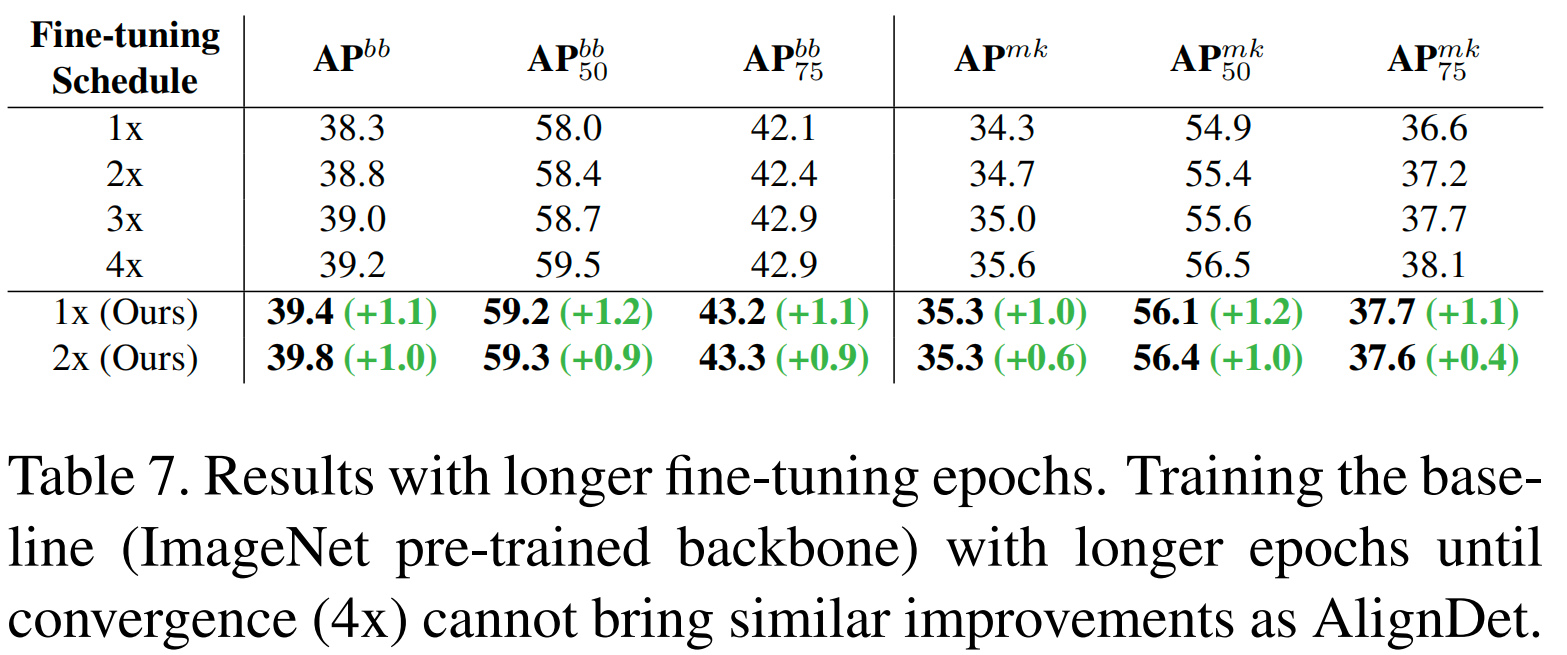 Fine-tuning Schedule AP^{bb} AP^{bb}_{50} AP^{bb}_{75} AP^{mk} AP^{mk}_{50} AP^{mk}_{75}
1x 38.3 58.0 42.1 34.3 54.9 36.6
2x 38.8 58.4 42.4 34.7 55.4 37.2
3x 39.0 58.7 42.9 35.0 55.6 37.7
4x 39.2 59.5 42.9 35.6 56.5 38.1
1x (Ours) 39.4 (+1.1) 59.2 (+1.2) 43.2 (+1.1) 35.3 (+1.0) 56.1 (+1.2) 37.7 (+1.1)
2x (Ours) 39.8 (+1.0) 59.3 (+0.9) 43.3 (+0.9) 35.3 (+0.6) 56.4 (+1.0) 37.6 (+0.4)
Table 7. Results with longer fine-tuning epochs. Training the base-
line (ImageNet pre-trained backbone) with longer epochs until
convergence (4x) cannot bring similar improvements as AlignDet.